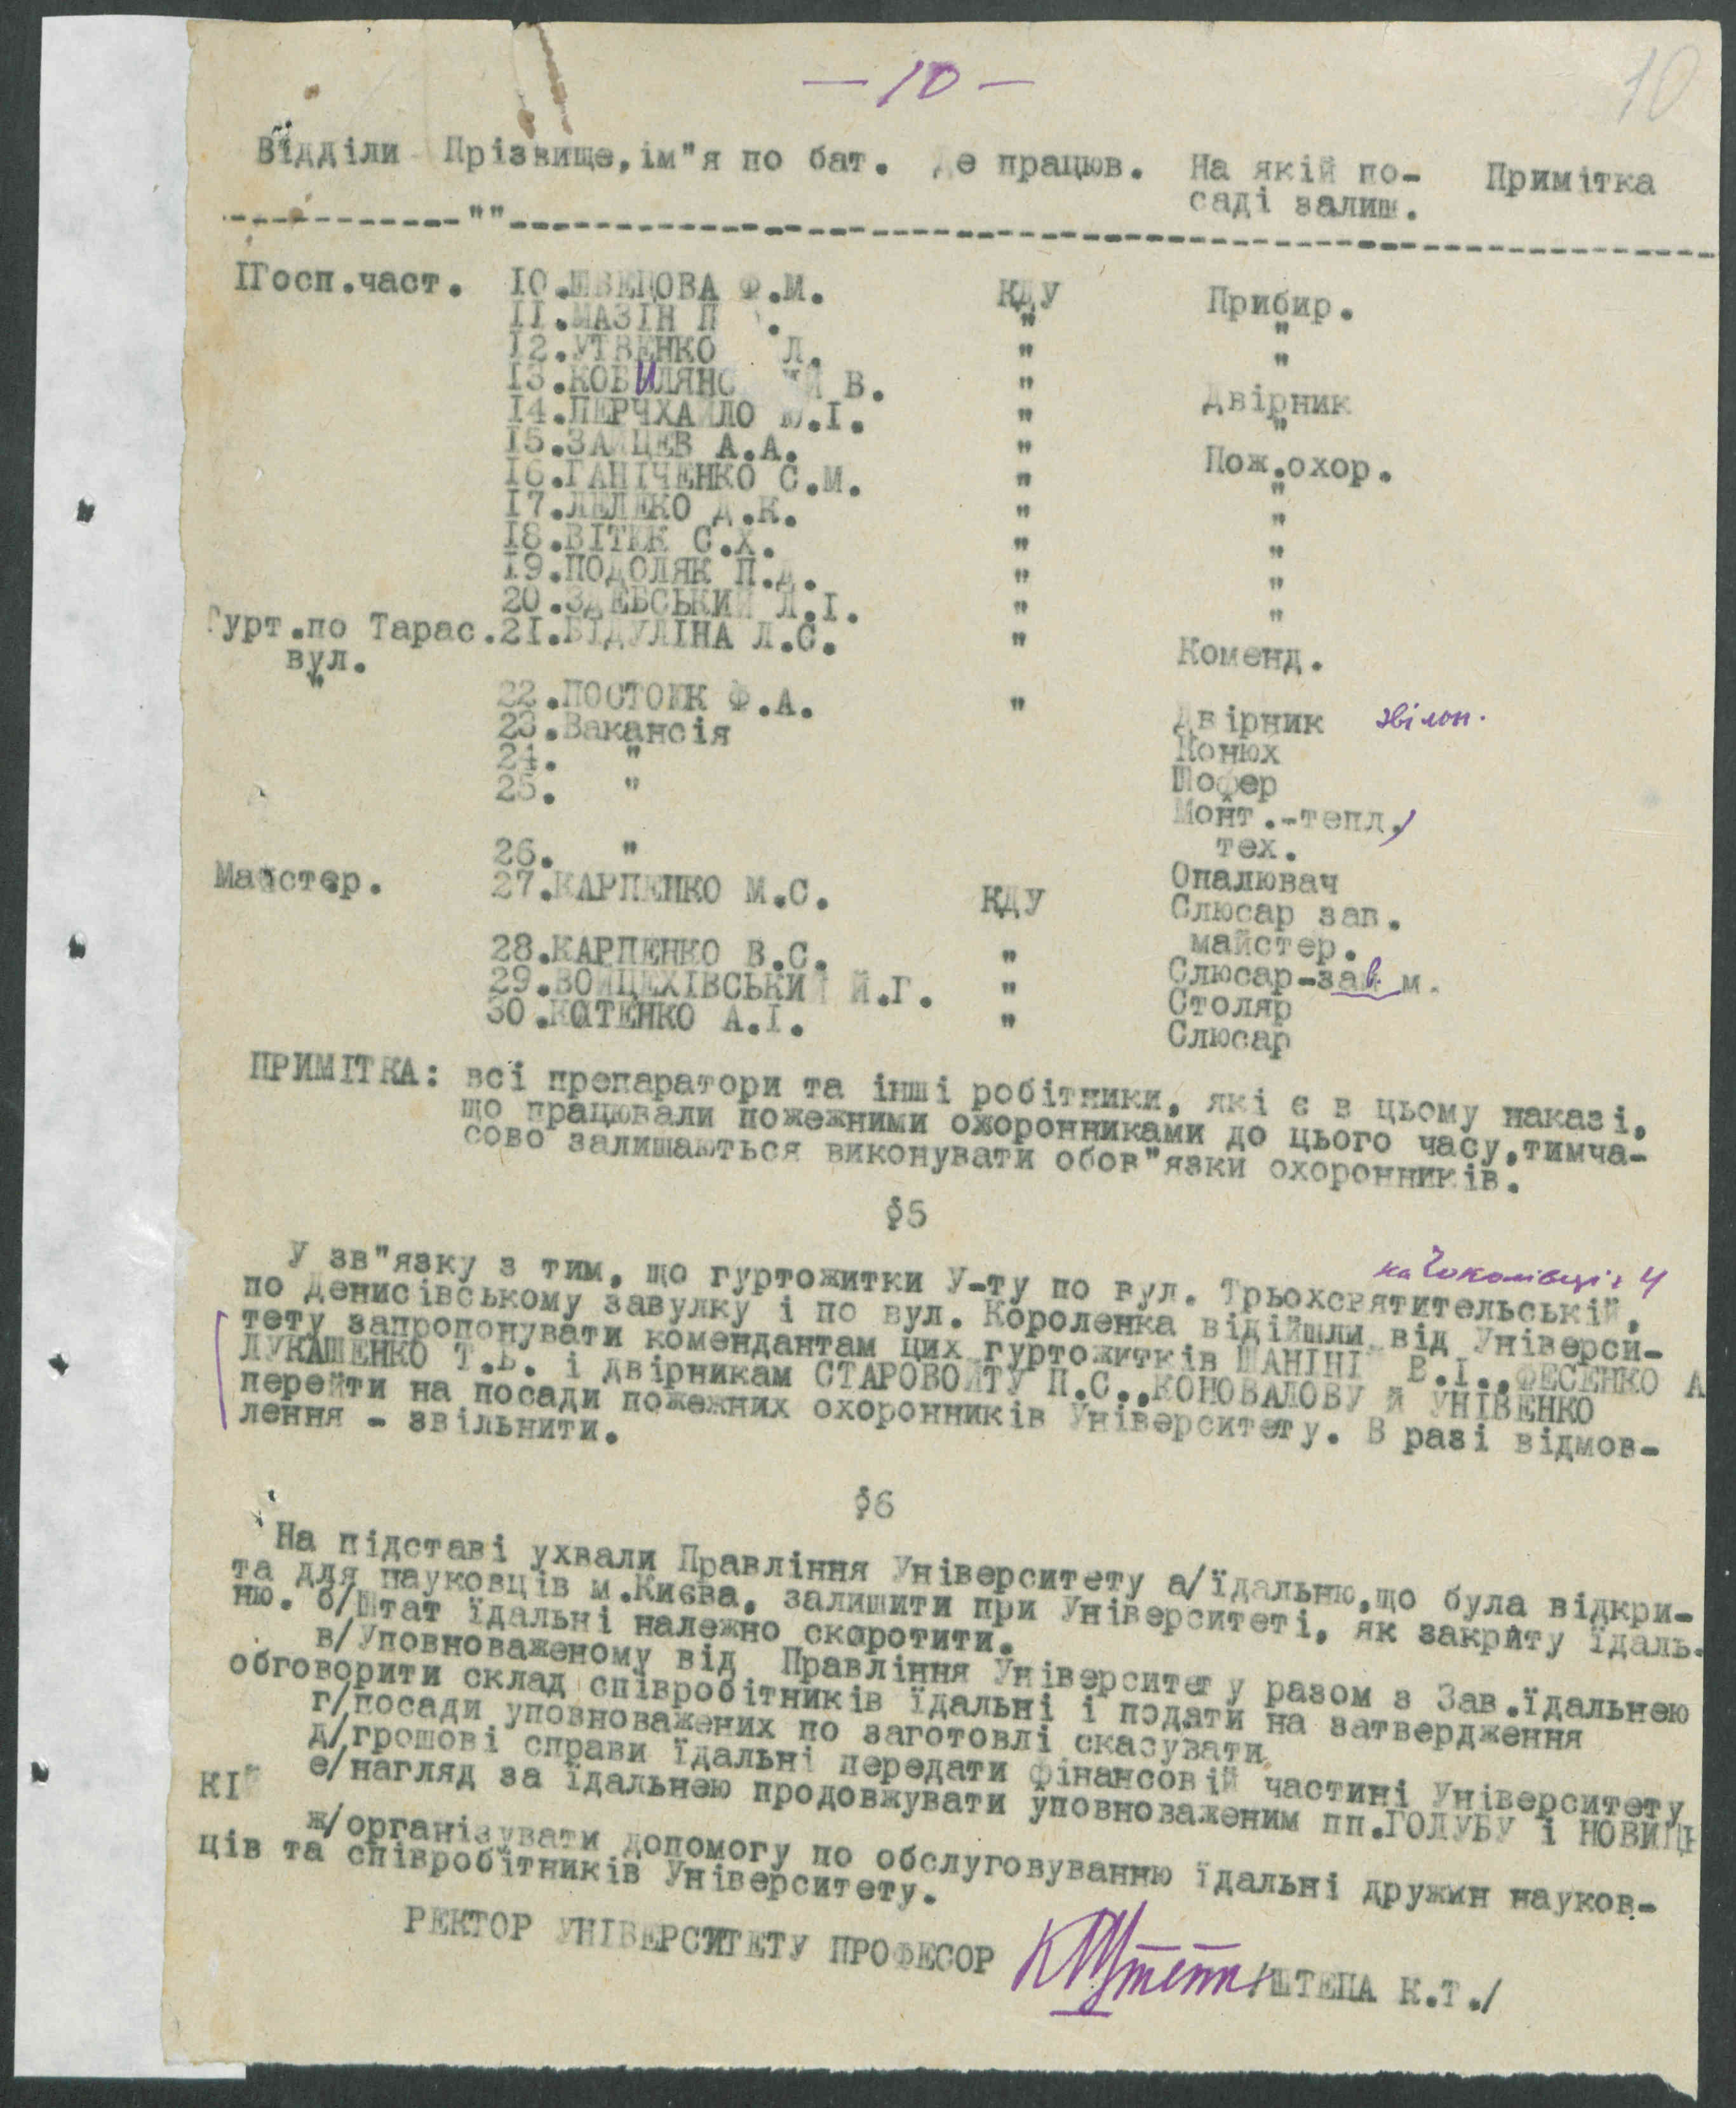 — 10 —
10
Відділи Прізвище,ім"я по бат. де працюв. На якій по- Примітка
саді залиш.
------------""------------------------------------------------
Госп.част. 10.ШВЕЦОВА Ф.М. КДУ Прибир.
11.МАЗІН П . " "
12.УТВЕНКО Л. " "
13.КОБИЛЯНС ИЙ В. " Двірник
14.ПЕРЧХАЙЛО Ю.І. " "
15.ЗАЙЦЕВ А.А. " Пож.охор.
16.ГАНІЧЕНКО С.М. " "
17.ЛЕЛЕКО Д.К. " "
18.ВІТЕК С.Х. " "
19.ПОДОЛЯК П.Д. " "
20.ЗДЕБСЬКИЙ Л.І. " "
Гурт.по Тарас.21.БІДУЛІНА Л.С. " Коменд.
вул.
" 22.ПОСТОЕК Ф.А. " Двірник звільн.
23.Вакансія Конюх
24. " Шофер
25. " Монт.-тепл.
тех.
26. " Опалювач
Майстер. 27.КАРПЕНКО М.С. КДУ Слюсар зав.
майстер.
28.КАРПЕНКО В.С. " Слюсар-зав м.
29.ВОЙЦЕХІВСЬКИЙ Й.Г. " Столяр
30.КОТЕНКО А.І. " Слюсар
ПРИМІТКА: всі препаратори та інші робітники, які є в цьому наказі,
що працювали пожежними охоронниками до цього часу,тимча-
сово залишаються виконувати обов"язки охоронників.
§5
на Чоколівці, 4
У зв"язку з тим, що гуртожитки У-ту по вул. Трьохсвятительській,
по Денисівському завулку і по вул. Короленка відійшли від Універси-
тету запропонувати комендантам цих гуртожитків ШАНІНІ В.І.,ФЕСЕНКО А
ЛУКАШЕНКО Т.Б. і двірникам СТАРОВОЙТУ П.С.,КОНОВАЛОВУ й УНІВЕНКО
перейти на посади пожежних охоронників Університету. В разі відмов-
лення - звільнити.
§6
На підставі ухвали Правління Університету а/їдальню,що була відкри-
та для науковців м.Києва, залишити при Університеті, як закриту їдаль-
ню. б/Штат їдальні належно скоротити.
в/Уповноваженому від Правління Університету разом з Зав.їдальнею
обговорити склад співробітників їдальні і подати на затвердження
г/посади уповноважених по заготовлі скасувати
д/грошові справи їдальні передати фінансовій частині Університету
е/нагляд за їдальнею продовжувати уповноваженим пп.ГОЛУБУ і НОВИЦЬ
КІЙ
ж/організувати допомогу по обслуговуванню їдальні дружин науков-
ців та співробітників Університету.
РЕКТОР УНІВЕРСИТЕТУ ПРОФЕСОР КШтепа /ШТЕПА К.Т./